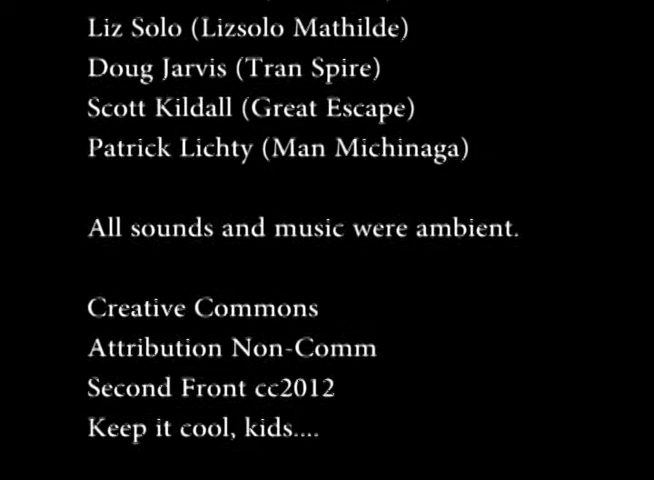 Liz Solo (Lizsolo Mathilde)
Doug Jarvis (Tran Spire)
Scott Kildall (Great Escape)
Patrick Lichty (Man Michinaga)
All sounds and music were ambient.
Creative Commons
Attribution Non-Comm
Second Front cc2012
Keep it cool, kids....